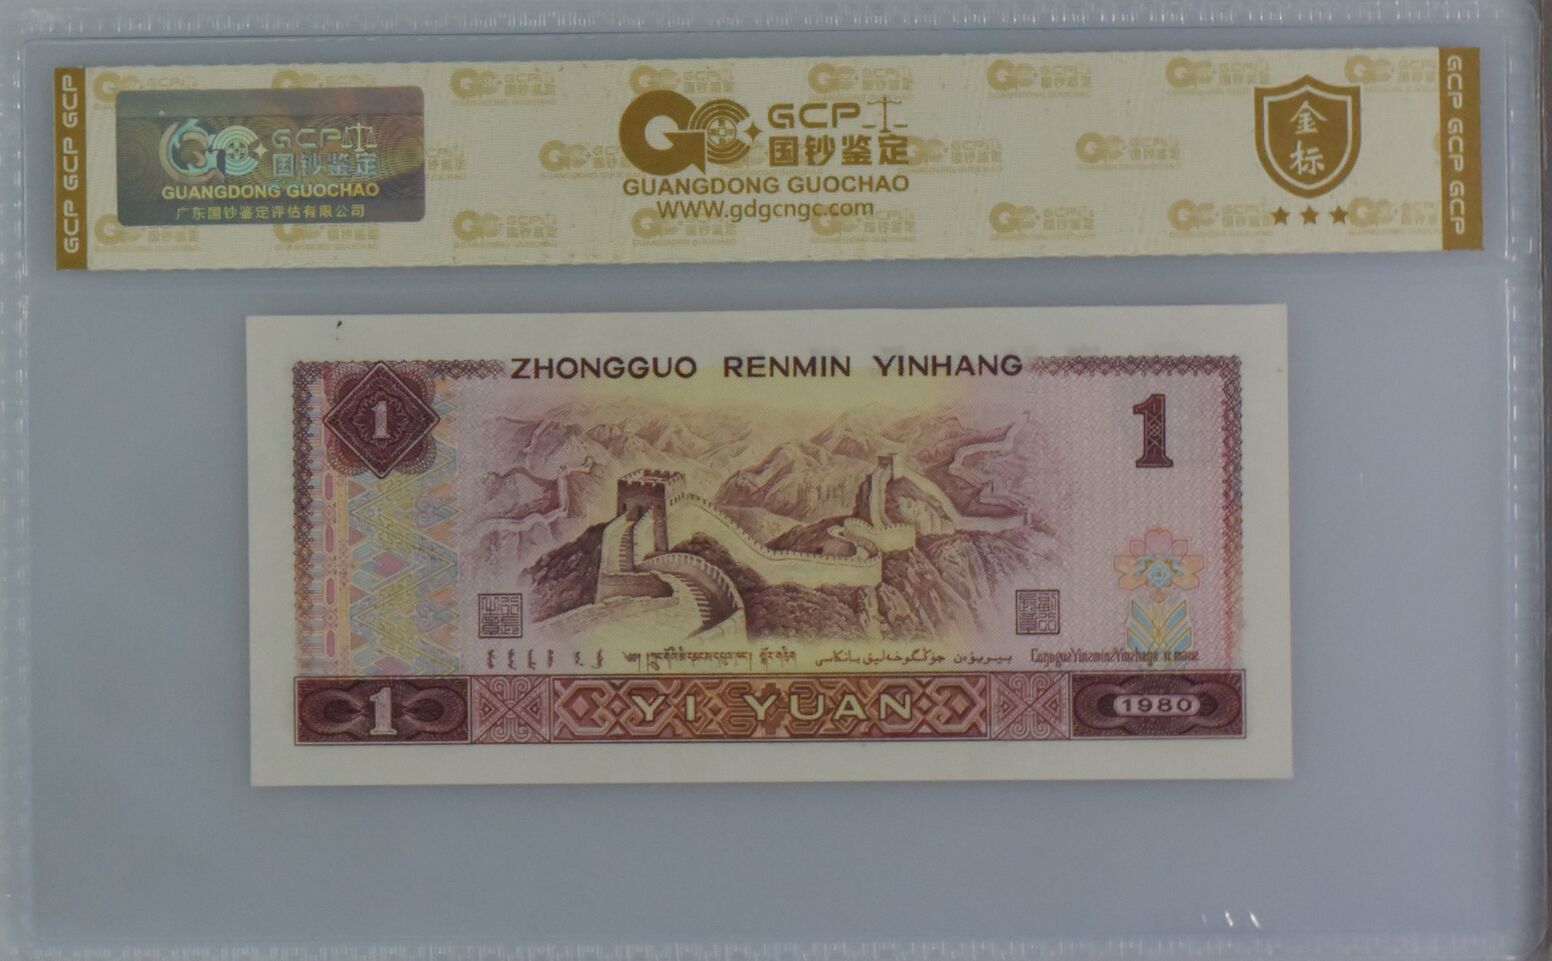 GCP GCP GCP
GCP
国钞鉴定
GUANGDONG GUOCHAO
广东国钞鉴定评估有限公司
GCP
国钞鉴定
GUANGDONG GUOCHAO
WWW.gdgcngc.com
金标
GCP GCP GCP
ZHONGGUO RENMIN YINHANG
1
1
1
YI YUAN
1980